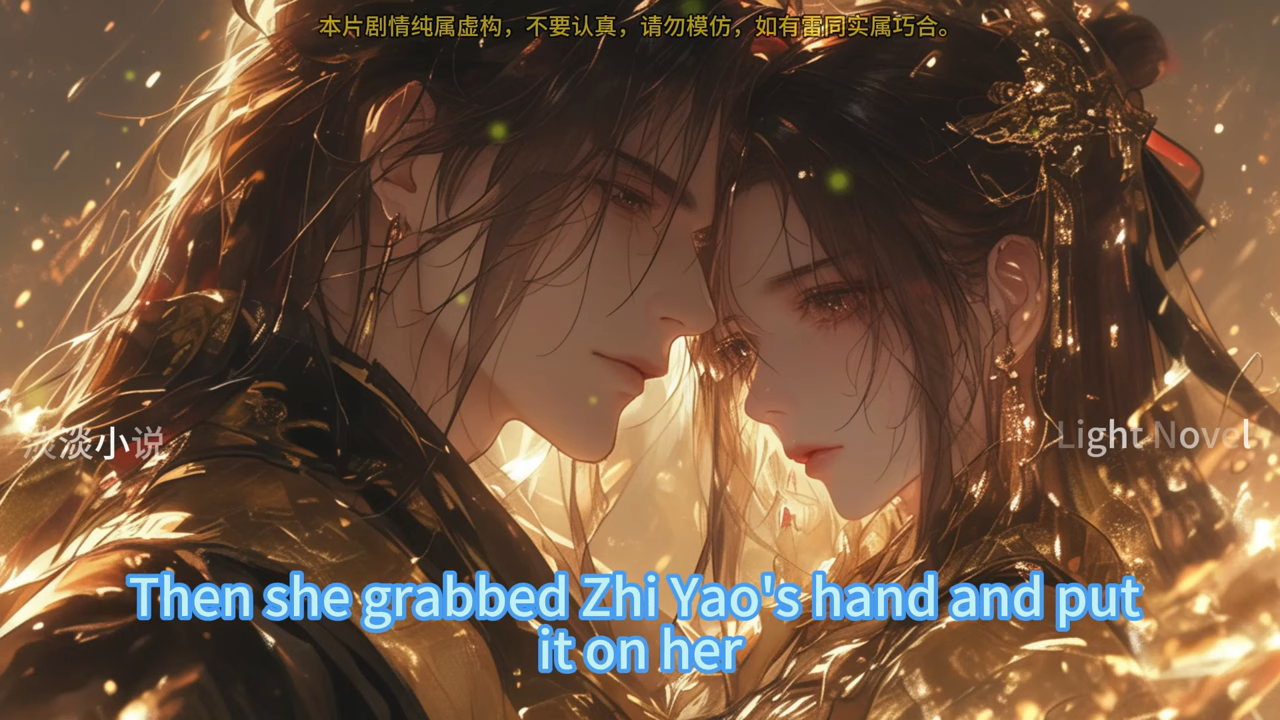 本片剧情纯属虚构，不要认真，请勿模仿，如有雷同实属巧合。
淡淡小说
Light Novel
Then she grabbed Zhi Yao's hand and put
it on her